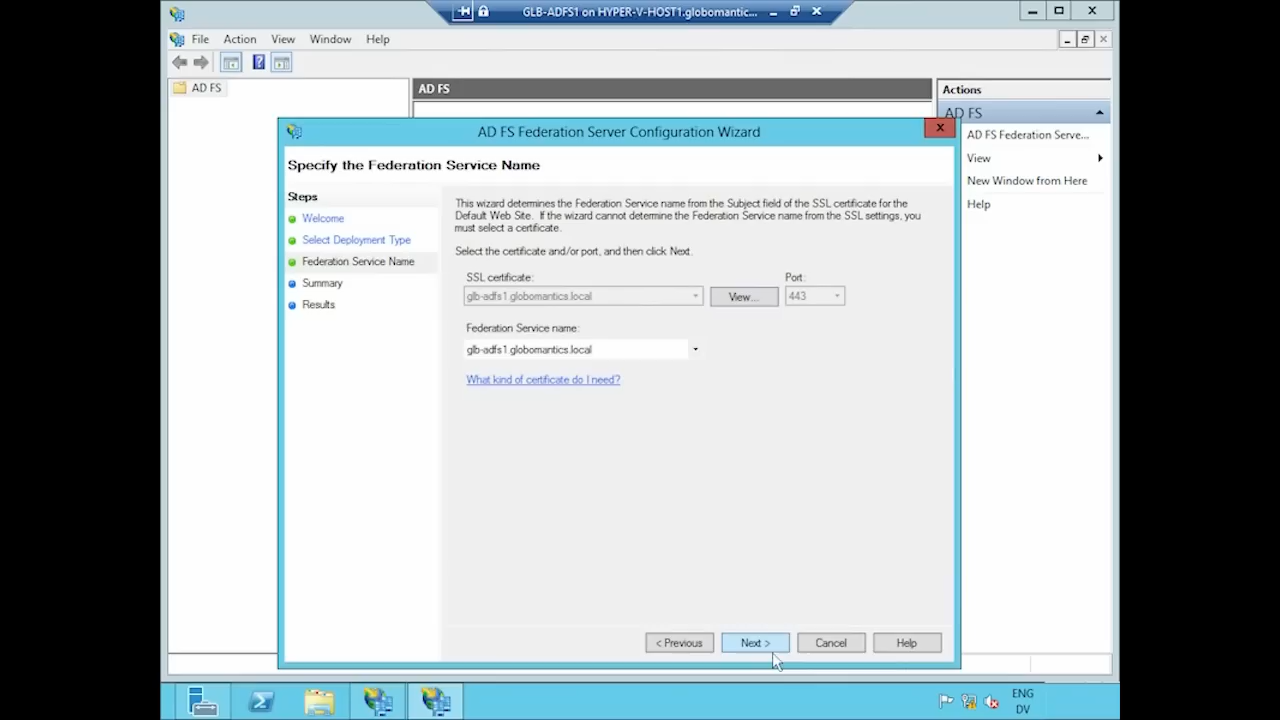 GLB-ADFS1 on HYPER-V-HOST1.globomantic...
File Action View Window Help
AD FS
AD FS
Actions
AD FS
AD FS Federation Serve...
View
New Window from Here
Help
AD FS Federation Server Configuration Wizard
Specify the Federation Service Name
Steps
Welcome
Select Deployment Type
Federation Service Name
Summary
Results
This wizard determines the Federation Service name from the Subject field of the SSL certificate for the
Default Web Site. If the wizard cannot determine the Federation Service name from the SSL settings, you
must select a certificate.
Select the certificate and/or port, and then click Next.
SSL certificate: Port:
glb-adfs1.globomantics.local View... 443
Federation Service name:
glb-adfs1.globomantics.local
What kind of certificate do I need?
< Previous Next > Cancel Help
ENG
DV